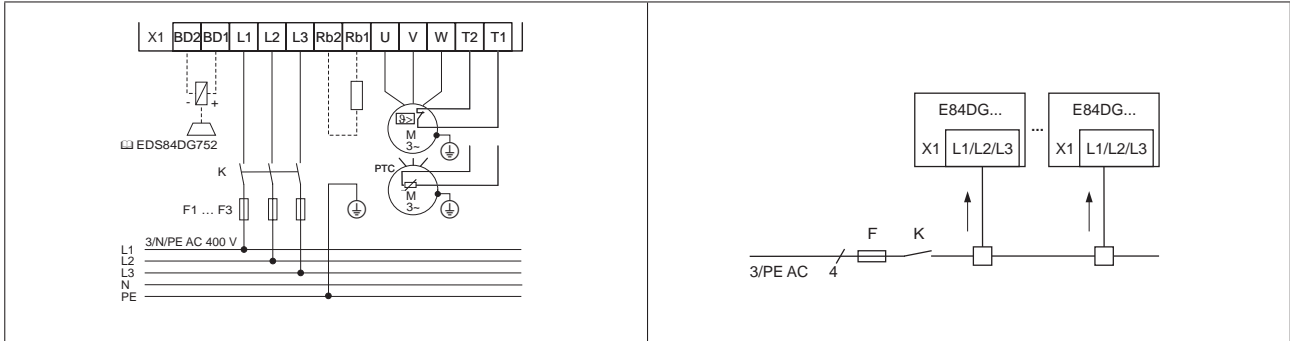 X1 BD2 BD1 L1 L2 L3 Rb2 Rb1 U V W T2 T1
- +
ϑ>
M
3~
EDS84DG752
K
PTC
M
3~
F1 ... F3
3/N/PE AC 400 V
L1
L2
L3
N
PE
E84DG... ... E84DG...
X1 L1/L2/L3 X1 L1/L2/L3
F K
3/PE AC 4